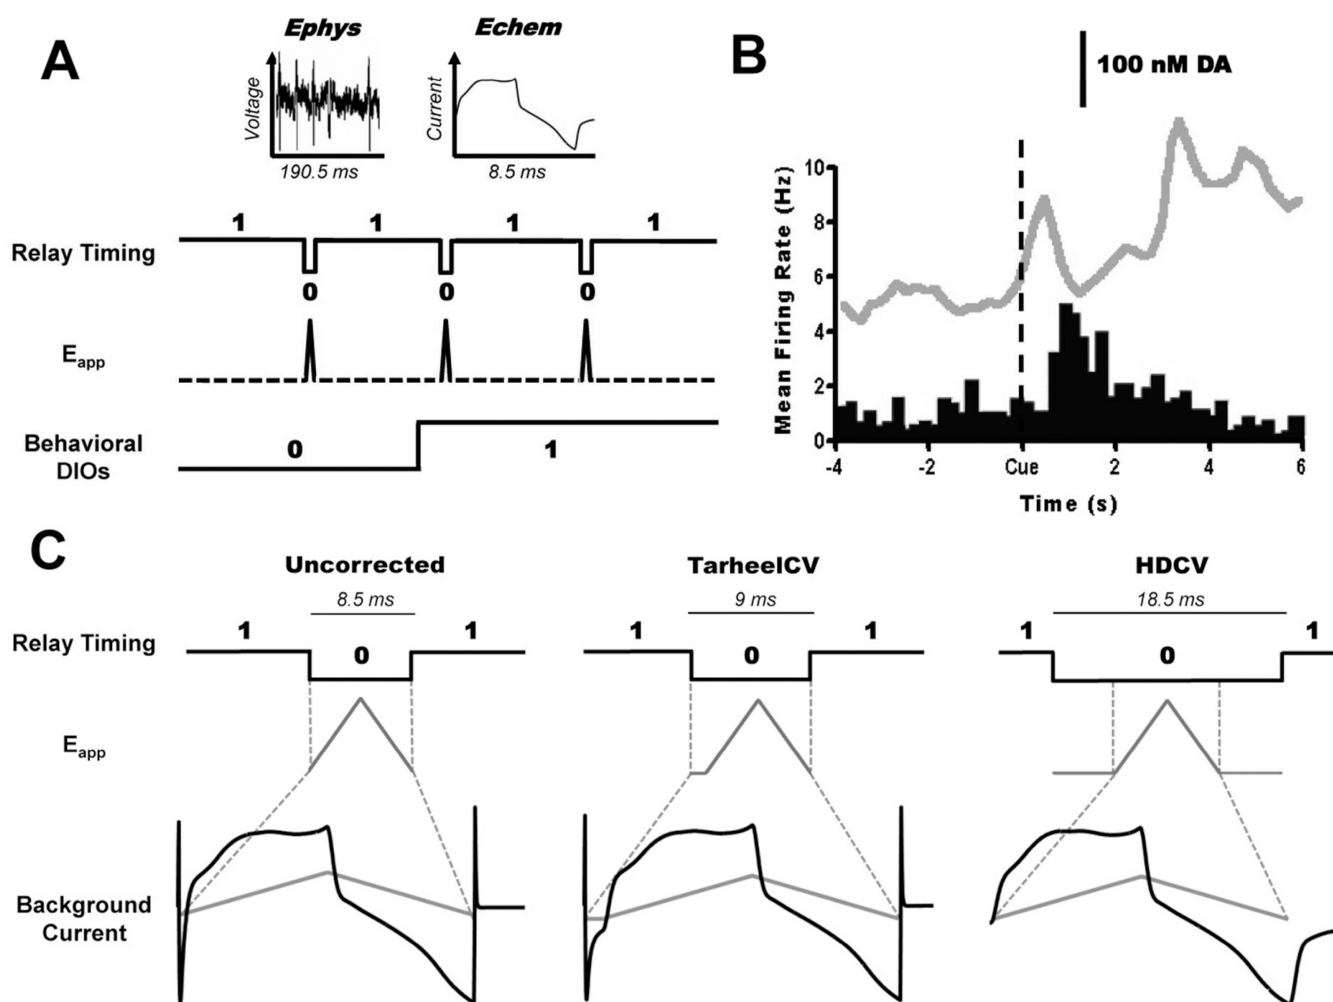 A
Ephys
Echem
Voltage
Current
190.5 ms
8.5 ms
1 1 1 1
Relay Timing
0 0 0
Eapp
Behavioral
DIOs
0 1
B
100 nM DA
Mean Firing Rate (Hz)
10
8
6
4
2
0
-4 -2 Cue 2 4 6
Time (s)
C
Uncorrected TarheelCV HDCV
8.5 ms 9 ms 18.5 ms
Relay Timing
1 0 1
1 0 1
1 0 1
Eapp
Background
Current